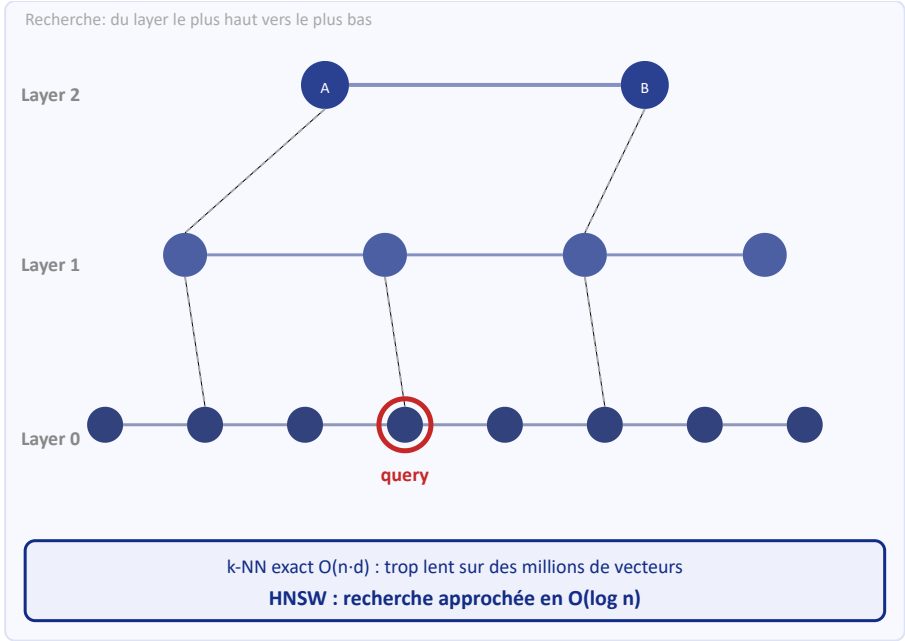 Recherche: du layer le plus haut vers le plus bas
A
B
Layer 2
Layer 1
Layer 0
query
k-NN exact O(n·d) : trop lent sur des millions de vecteurs
HNSW : recherche approchée en O(log n)